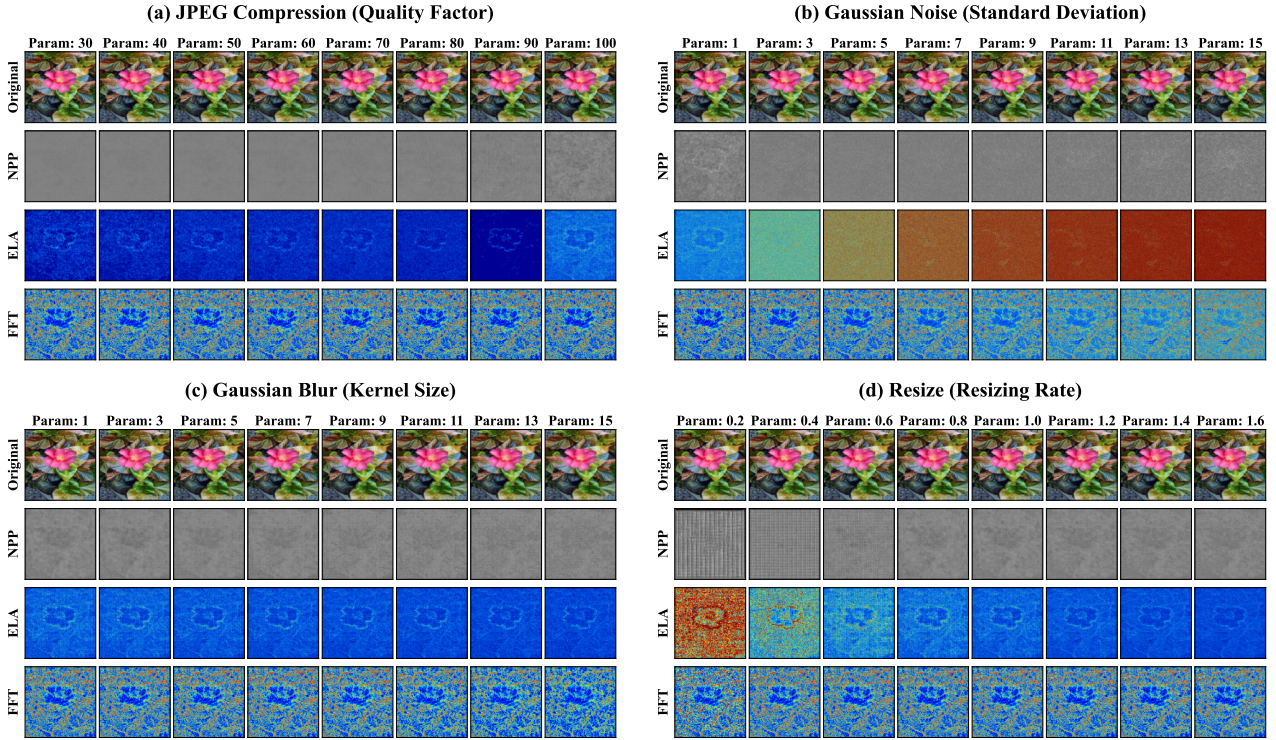 (a) JPEG Compression (Quality Factor)
Param: 30 Param: 40 Param: 50 Param: 60 Param: 70 Param: 80 Param: 90 Param: 100
Original
NPP
ELA
FFT
(b) Gaussian Noise (Standard Deviation)
Param: 1 Param: 3 Param: 5 Param: 7 Param: 9 Param: 11 Param: 13 Param: 15
Original
NPP
ELA
FFT
(c) Gaussian Blur (Kernel Size)
Param: 1 Param: 3 Param: 5 Param: 7 Param: 9 Param: 11 Param: 13 Param: 15
Original
NPP
ELA
FFT
(d) Resize (Resizing Rate)
Param: 0.2 Param: 0.4 Param: 0.6 Param: 0.8 Param: 1.0 Param: 1.2 Param: 1.4 Param: 1.6
Original
NPP
ELA
FFT